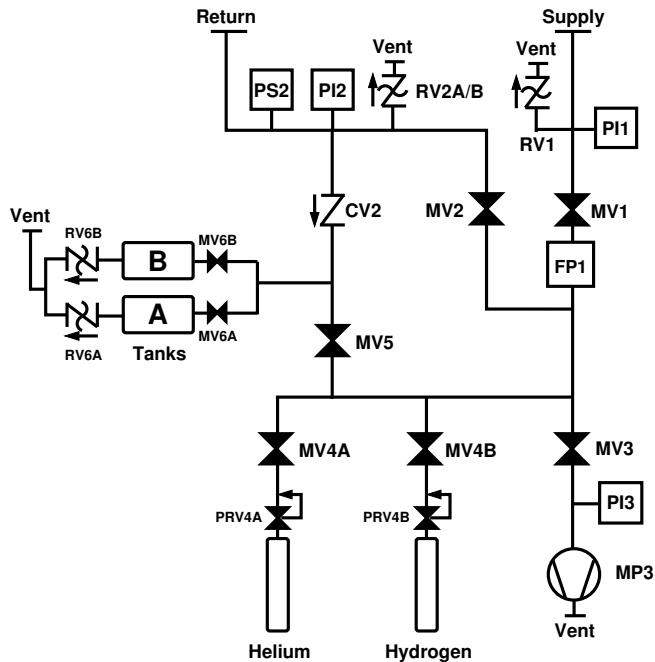 Return
Supply
Vent
Vent
PS2
PI2
RV2A/B
RV1
PI1
Vent
CV2
MV2
MV1
RV6B
MV6B
B
FP1
A
RV6A
MV6A
Tanks
MV5
MV4A
MV4B
MV3
PRV4A
PRV4B
PI3
MP3
Helium
Hydrogen
Vent